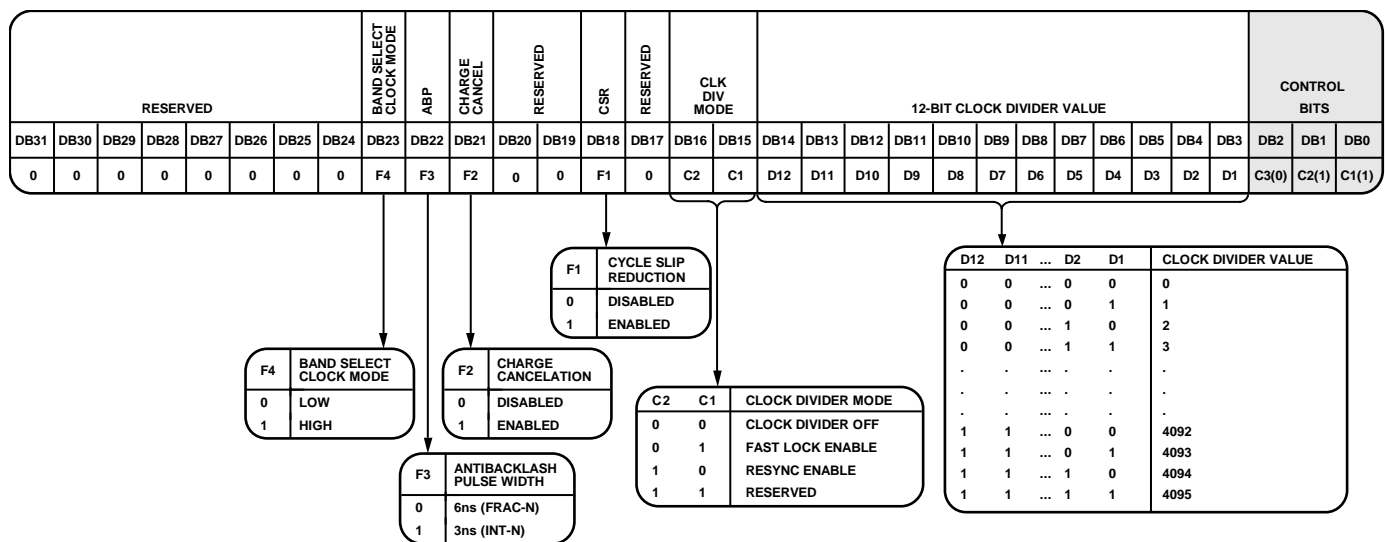 RESERVED
BAND SELECT
CLOCK MODE
ABP
CHARGE
CANCEL
RESERVED
CSR
RESERVED
CLK
DIV
MODE
12-BIT CLOCK DIVIDER VALUE
CONTROL
BITS
DB31 DB30 DB29 DB28 DB27 DB26 DB25 DB24 DB23 DB22 DB21 DB20 DB19 DB18 DB17 DB16 DB15 DB14 DB13 DB12 DB11 DB10 DB9 DB8 DB7 DB6 DB5 DB4 DB3 DB2 DB1 DB0
0 0 0 0 0 0 0 0 F4 F3 F2 0 0 F1 0 C2 C1 D12 D11 D10 D9 D8 D7 D6 D5 D4 D3 D2 D1 C3(0) C2(1) C1(1)
F1 CYCLE SLIP
REDUCTION
0 DISABLED
1 ENABLED
D12 D11 ... D2 D1 CLOCK DIVIDER VALUE
0 0 ... 0 0 0
0 0 ... 0 1 1
0 0 ... 1 0 2
0 0 ... 1 1 3
. . ... . . .
. . ... . . .
. . ... . . .
1 1 ... 0 0 4092
1 1 ... 0 1 4093
1 1 ... 1 0 4094
1 1 ... 1 1 4095
F4 BAND SELECT
CLOCK MODE
0 LOW
1 HIGH
F2 CHARGE
CANCELATION
0 DISABLED
1 ENABLED
C2 C1 CLOCK DIVIDER MODE
0 0 CLOCK DIVIDER OFF
0 1 FAST LOCK ENABLE
1 0 RESYNC ENABLE
1 1 RESERVED
F3 ANTIBACKLASH
PULSE WIDTH
0 6ns (FRAC-N)
1 3ns (INT-N)